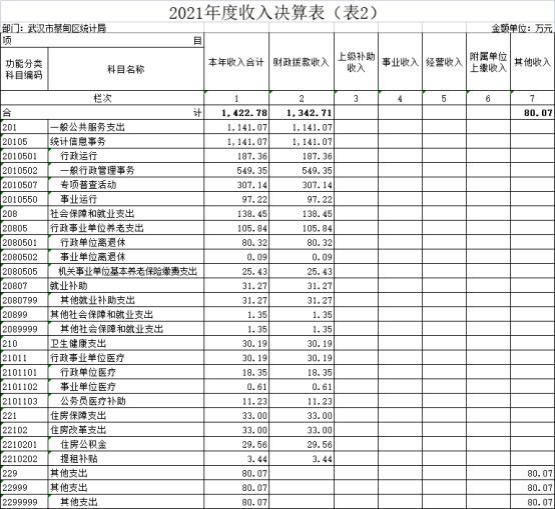 2021年度收入决算表（表2）
部门：武汉市蔡甸区统计局 金额单位：万元
项 目 本年收入合计 财政拨款收入 上级补助收入 事业收入 经营收入 附属单位上缴收入 其他收入
功能分类科目编码 科目名称
栏次 1 2 3 4 5 6 7
合 计 1,422.78 1,342.71 80.07
201 一般公共服务支出 1,141.07 1,141.07
20105 统计信息事务 1,141.07 1,141.07
2010501 行政运行 187.36 187.36
2010502 一般行政管理事务 549.35 549.35
2010507 专项普查活动 307.14 307.14
2010550 事业运行 97.22 97.22
208 社会保障和就业支出 138.45 138.45
20805 行政事业单位养老支出 105.84 105.84
2080501 行政单位离退休 80.32 80.32
2080502 事业单位离退休 0.09 0.09
2080505 机关事业单位基本养老保险缴费支出 25.43 25.43
20807 就业补助 31.27 31.27
2080799 其他就业补助支出 31.27 31.27
20899 其他社会保障和就业支出 1.35 1.35
2089999 其他社会保障和就业支出 1.35 1.35
210 卫生健康支出 30.19 30.19
21011 行政事业单位医疗 30.19 30.19
2101101 行政单位医疗 18.35 18.35
2101102 事业单位医疗 0.61 0.61
2101103 公务员医疗补助 11.23 11.23
221 住房保障支出 33.00 33.00
22102 住房改革支出 33.00 33.00
2210201 住房公积金 29.56 29.56
2210202 提租补贴 3.44 3.44
229 其他支出 80.07 80.07
22999 其他支出 80.07 80.07
2299999 其他支出 80.07 80.07